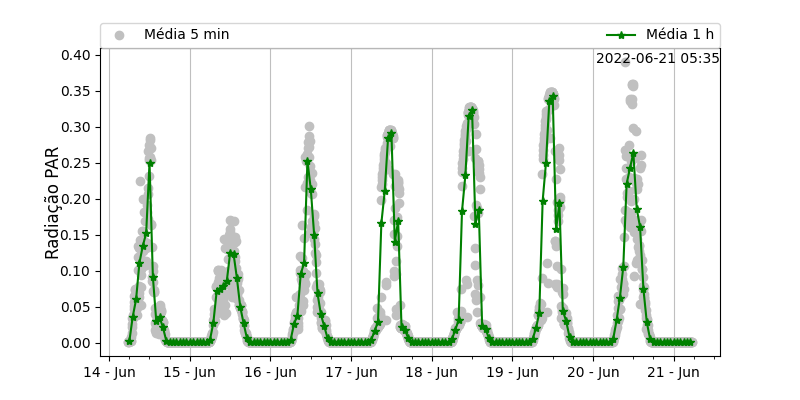 Média 5 min
Média 1 h
2022-06-21 05:35
Radiação PAR
0.40
0.35
0.30
0.25
0.20
0.15
0.10
0.05
0.00
14 - Jun
15 - Jun
16 - Jun
17 - Jun
18 - Jun
19 - Jun
20 - Jun
21 - Jun